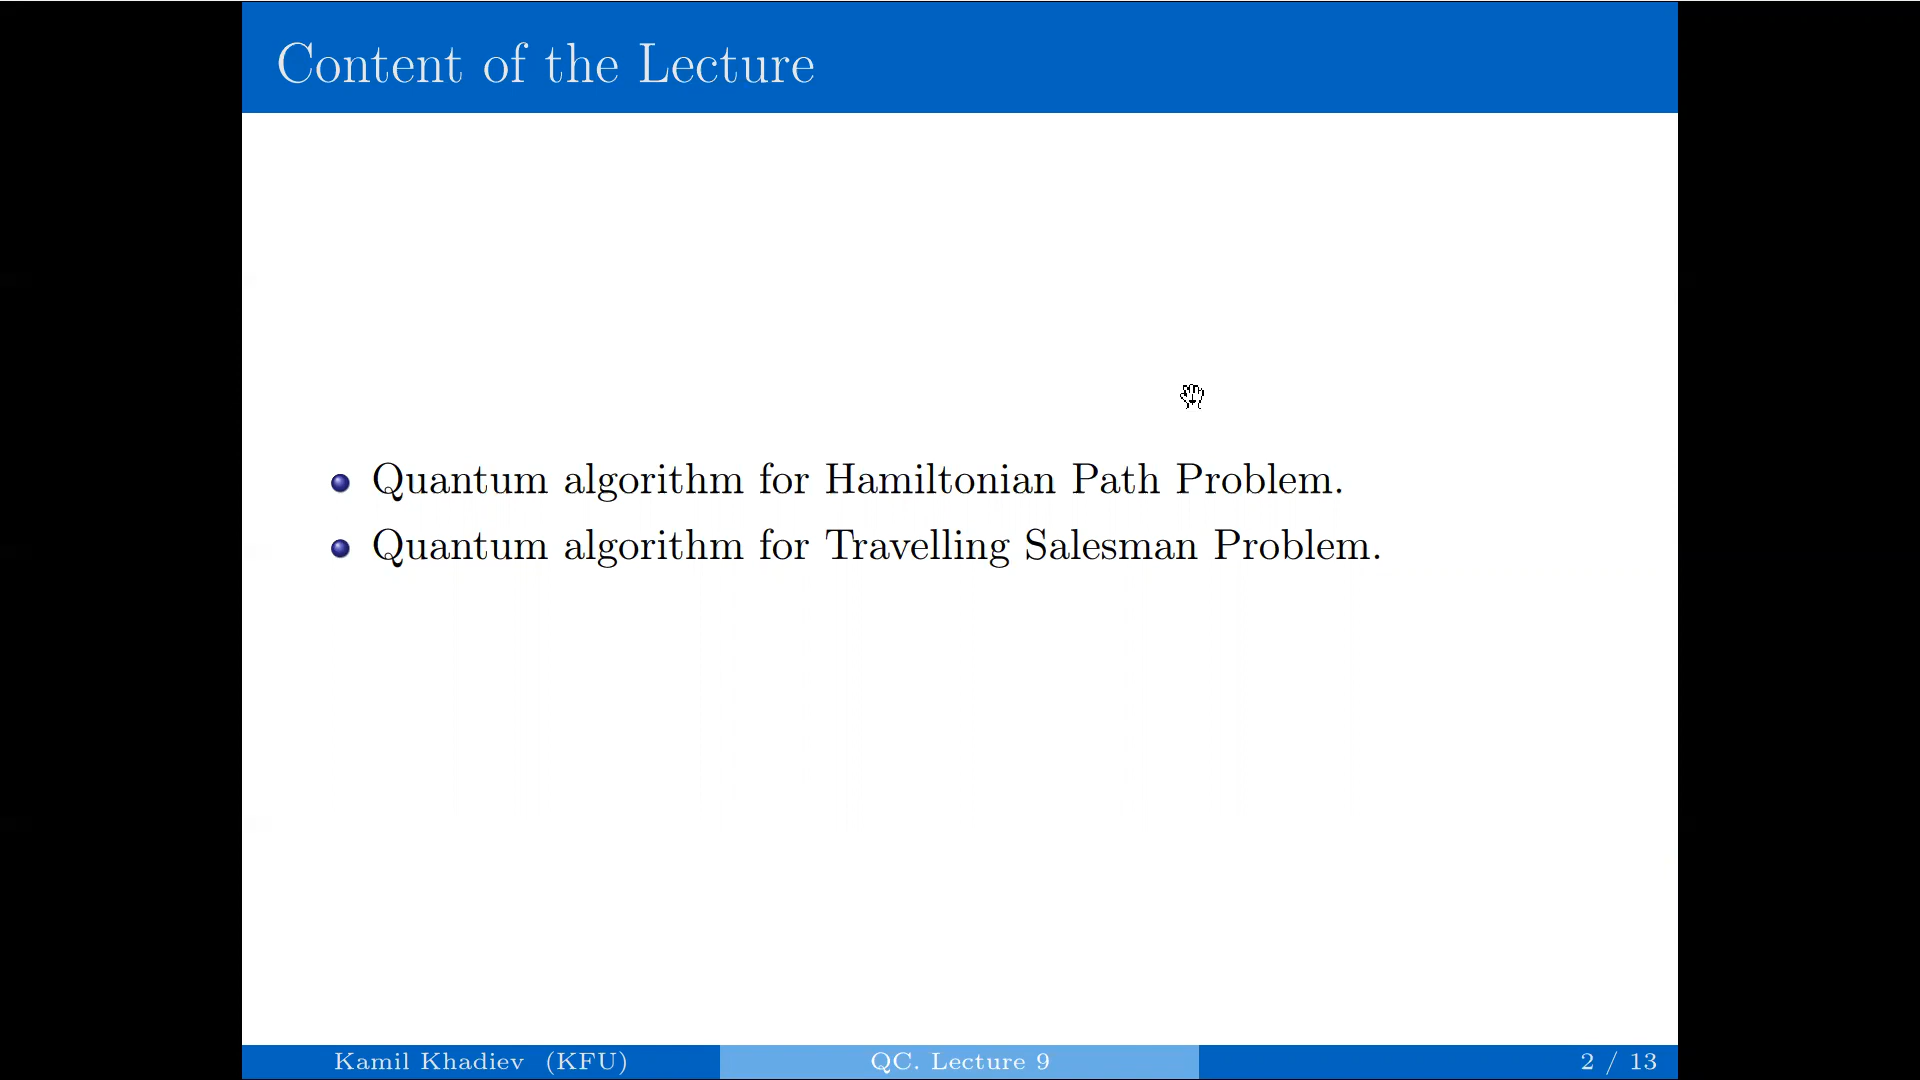 Content of the Lecture
Quantum algorithm for Hamiltonian Path Problem.
Quantum algorithm for Travelling Salesman Problem.
Kamil Khadiev (KFU) QC. Lecture 9 2 / 13